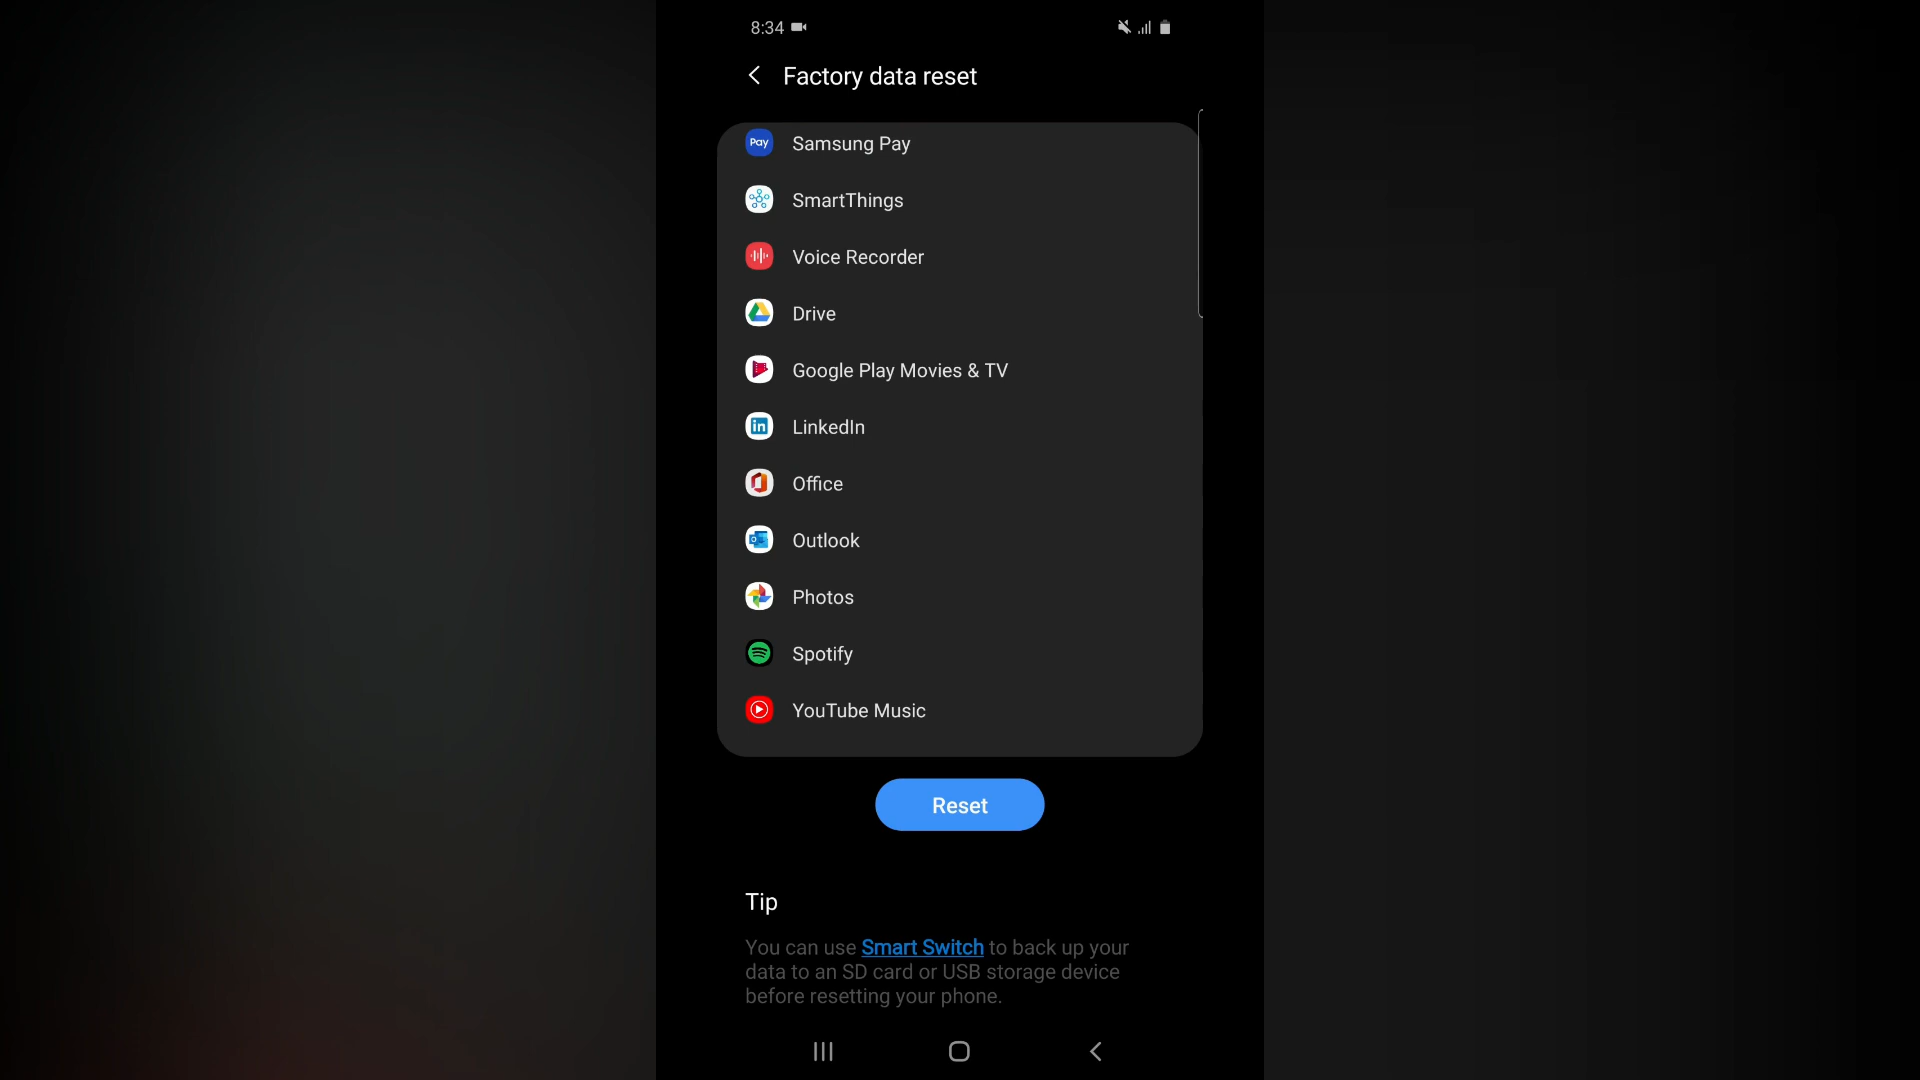 8:34
Factory data reset
Pay Samsung Pay
SmartThings
Voice Recorder
Drive
Google Play Movies & TV
in LinkedIn
Office
Outlook
Photos
Spotify
YouTube Music
Reset
Tip
You can use Smart Switch to back up your
data to an SD card or USB storage device
before resetting your phone.